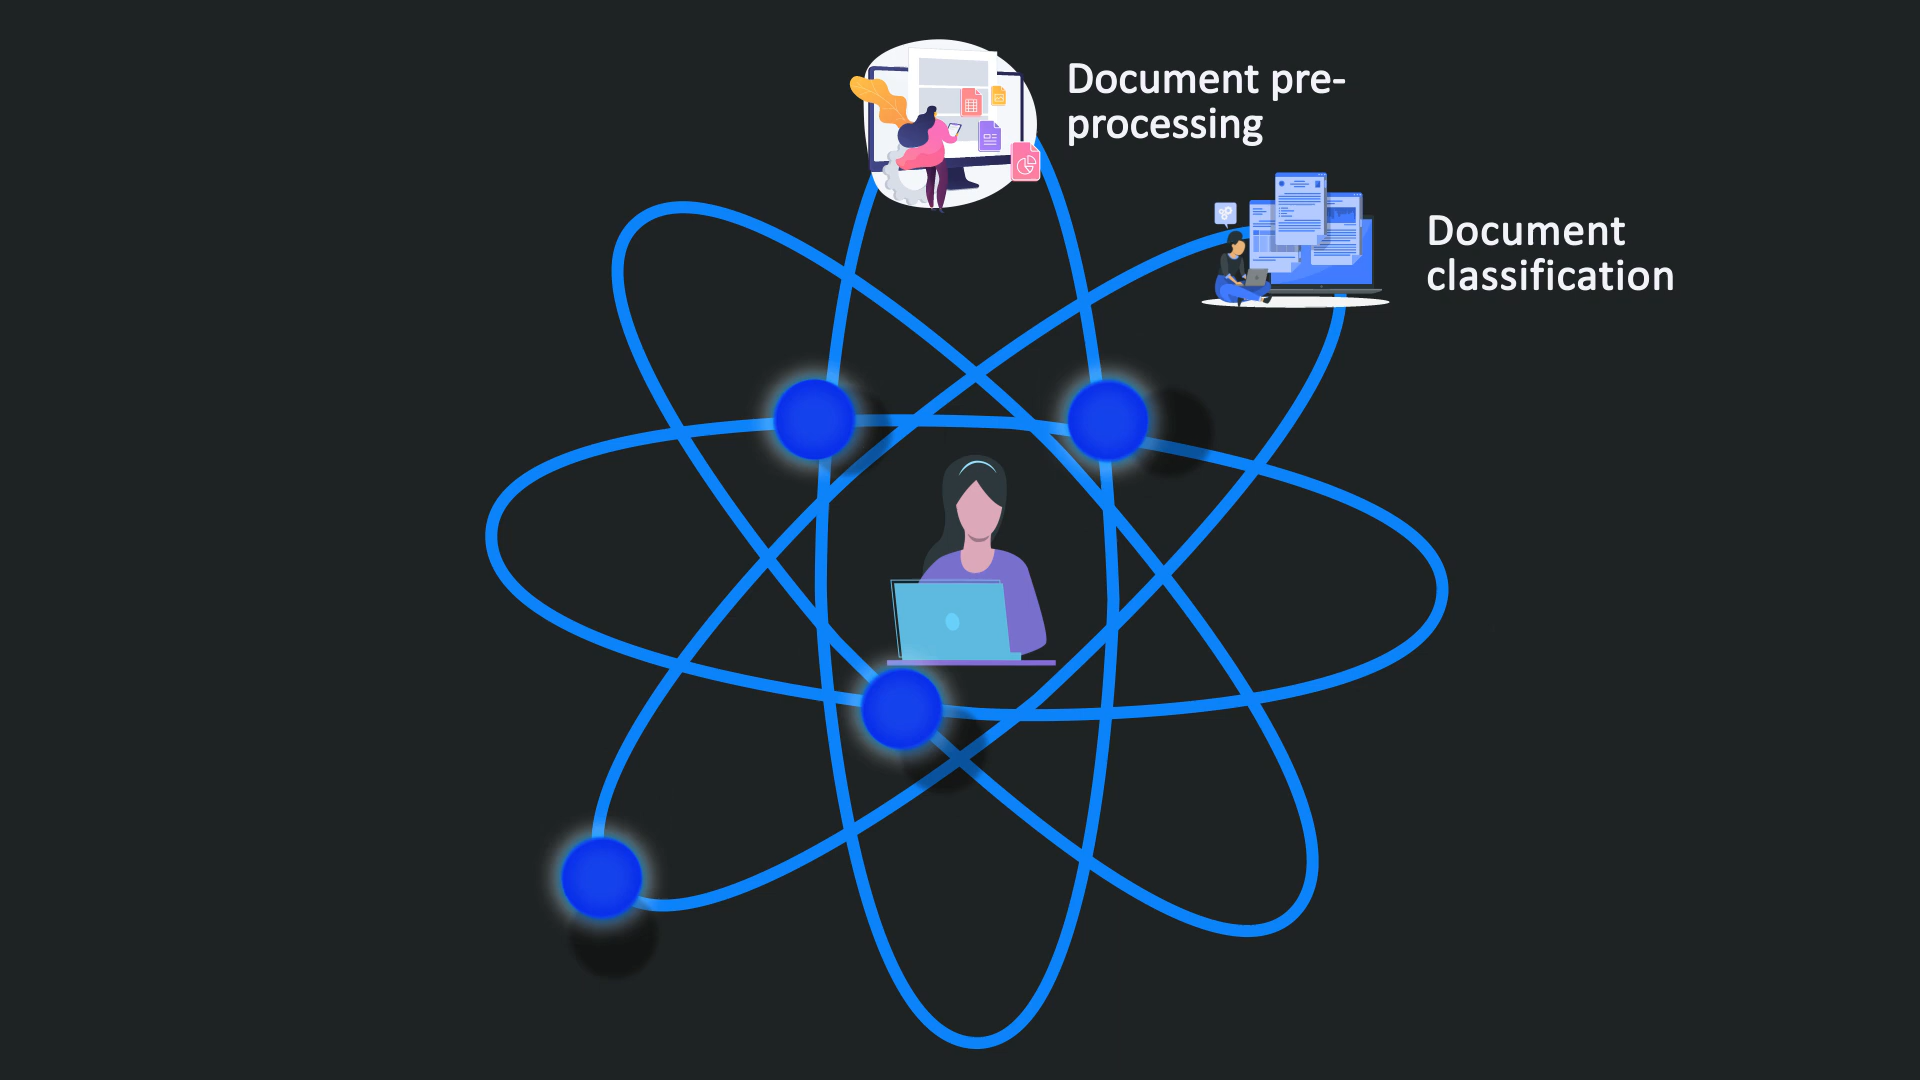 Document pre-
processing
Document
classification